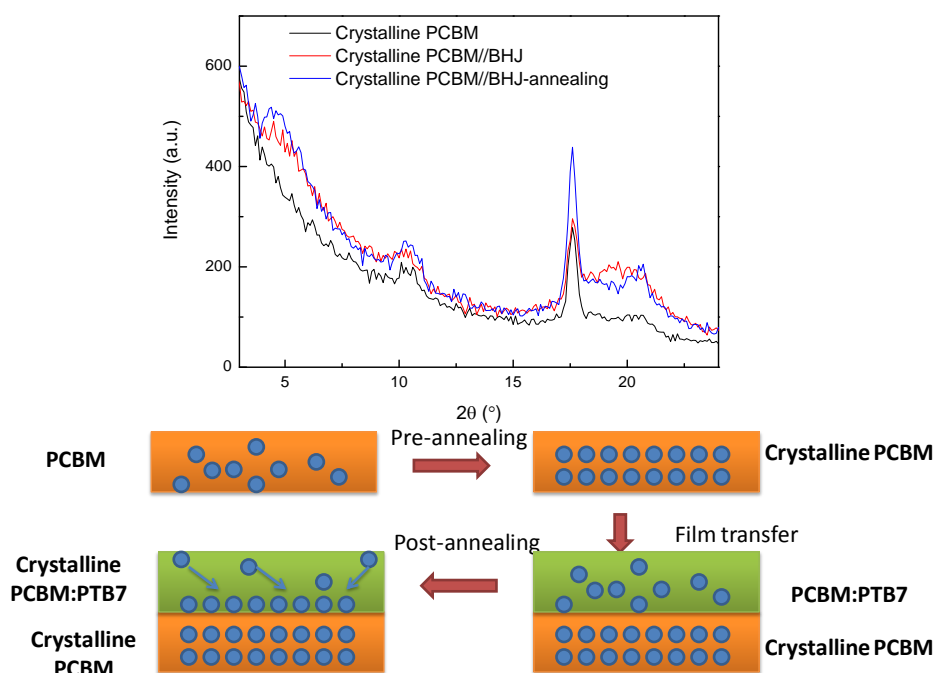 Crystalline PCBM
Crystalline PCBM//BHJ
Crystalline PCBM//BHJ-annealing
600
400
200
0
Intensity (a.u.)
5
10
15
20
2θ (°)
PCBM
Pre-annealing
Crystalline PCBM
Film transfer
Crystalline
PCBM:PTB7
Post-annealing
PCBM:PTB7
Crystalline
PCBM
Crystalline PCBM